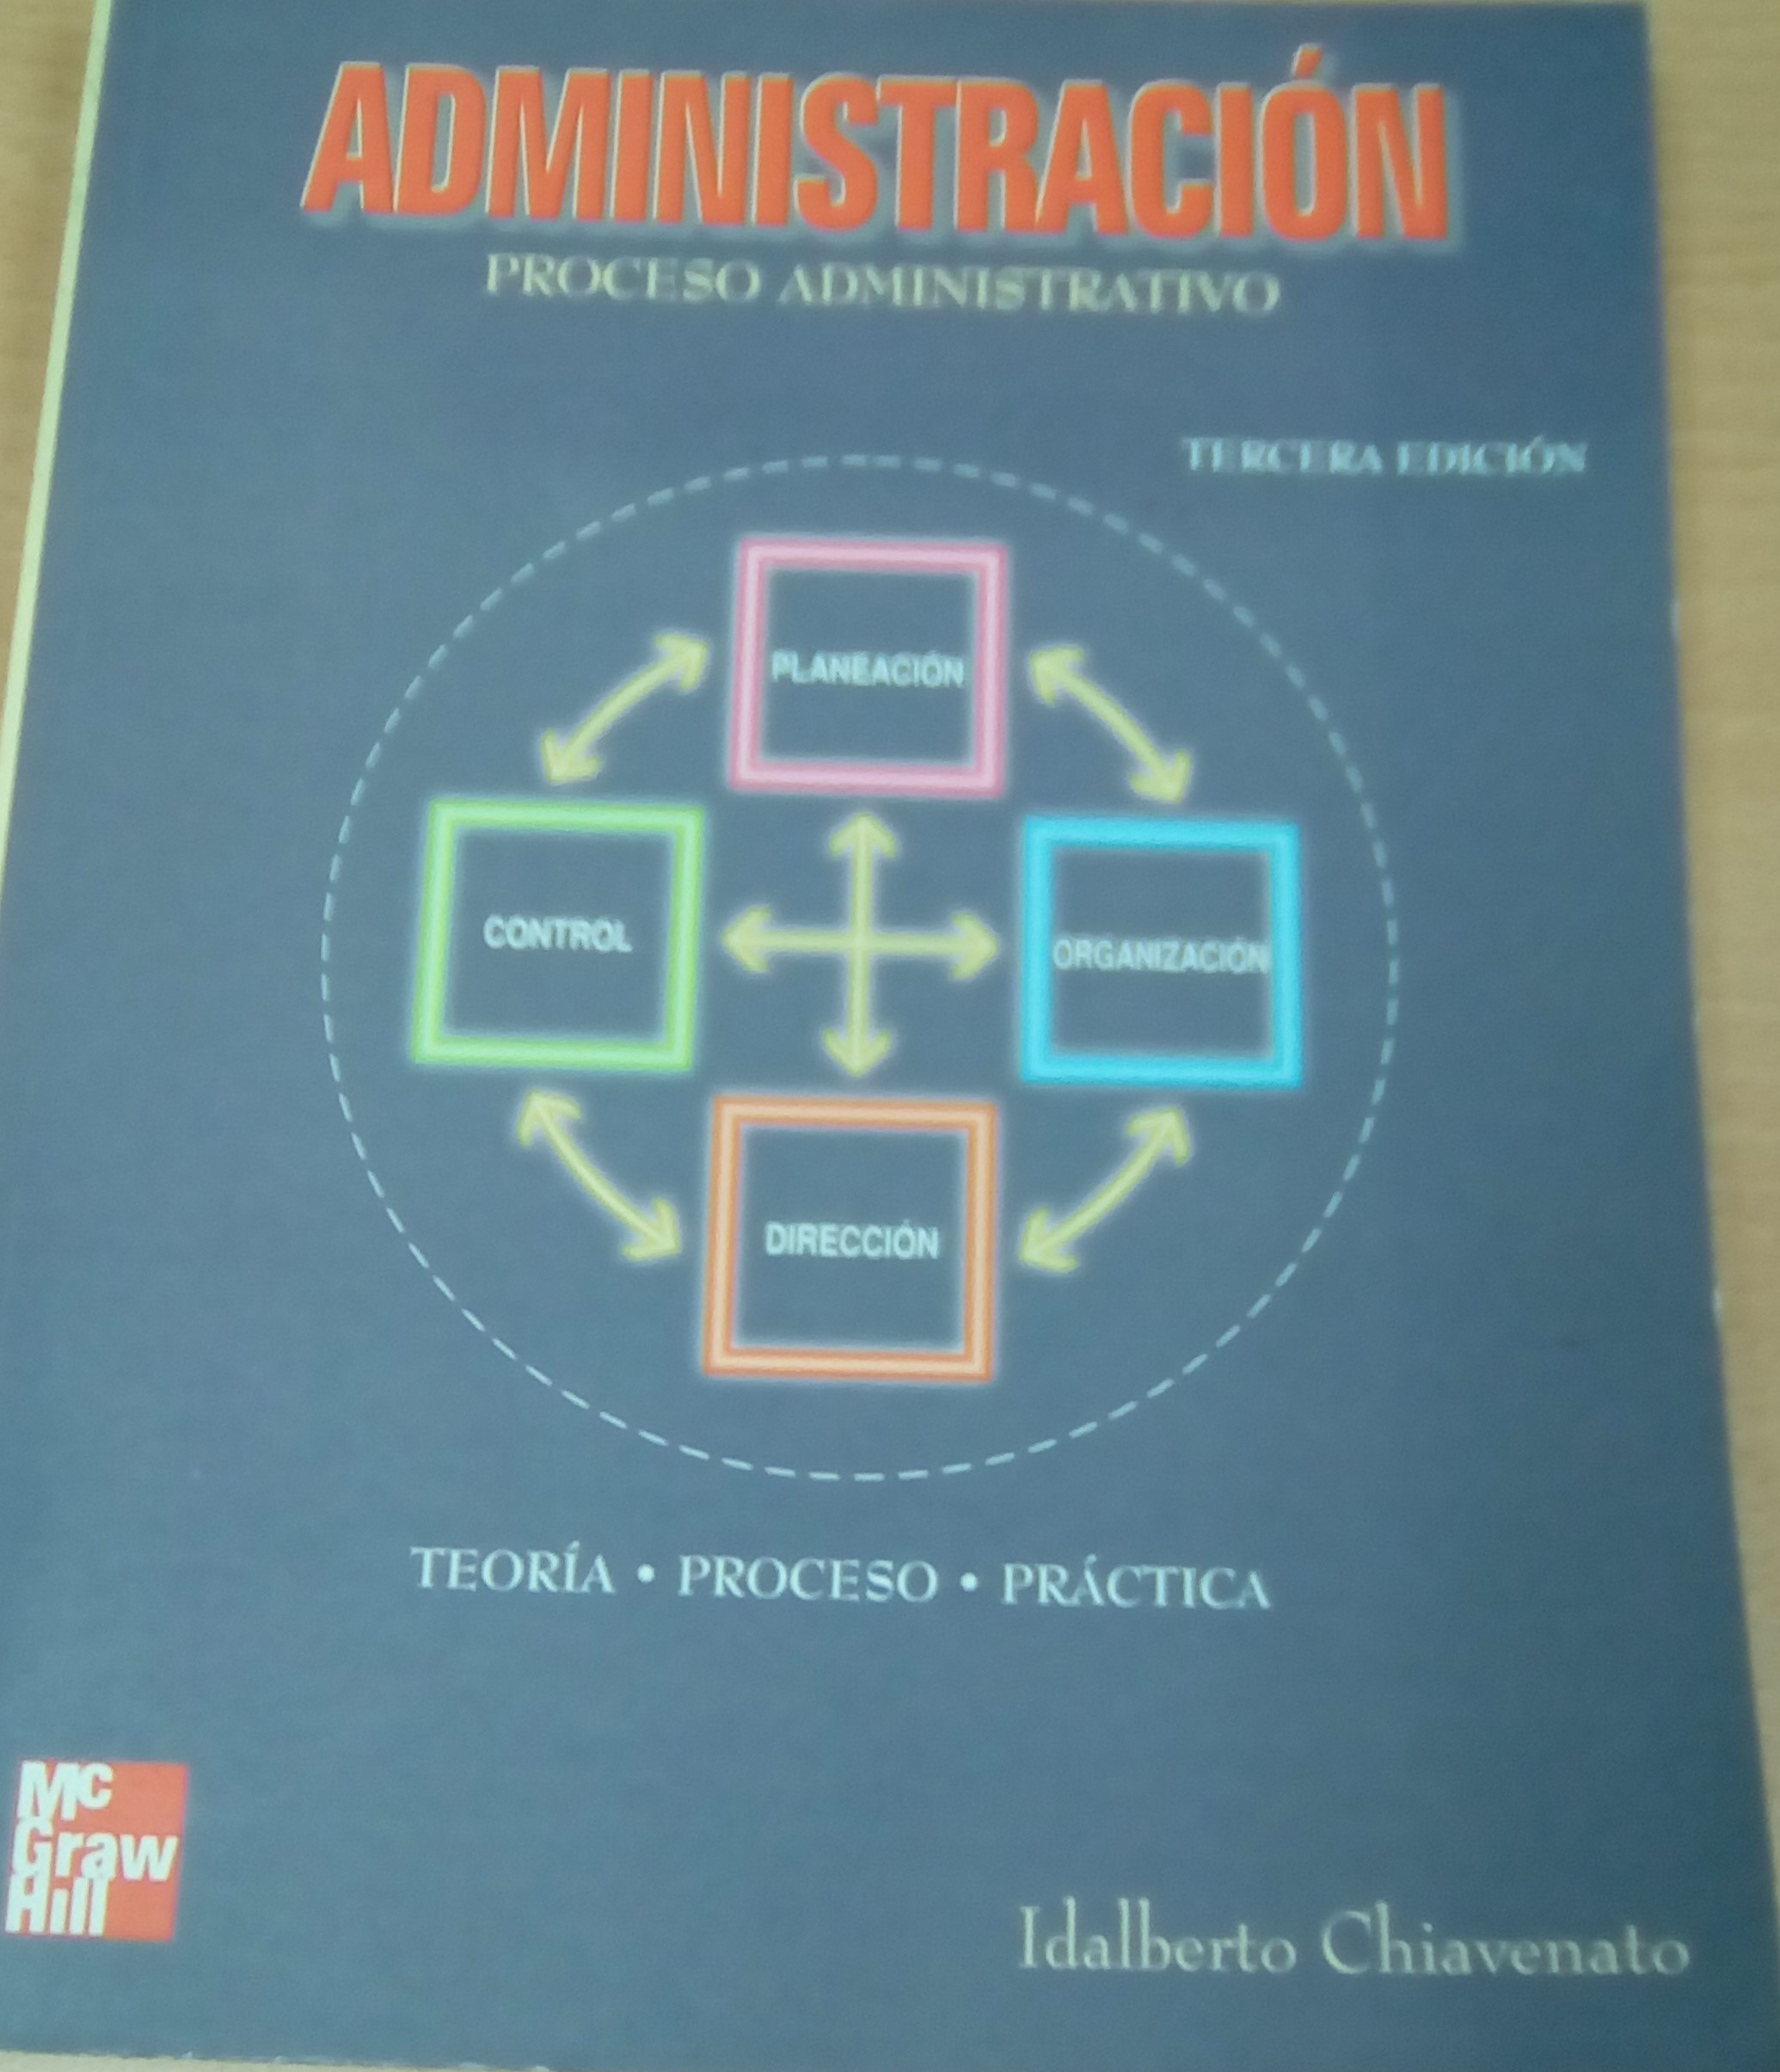 ADMINISTRACIÓN
PROCESO ADMINISTRATIVO
TERCERA EDICIÓN
PLANEACIÓN
CONTROL
ORGANIZACIÓN
DIRECCIÓN
TEORÍA • PROCESO • PRÁCTICA
Mc
Graw
Hill
Idalberto Chiavenato